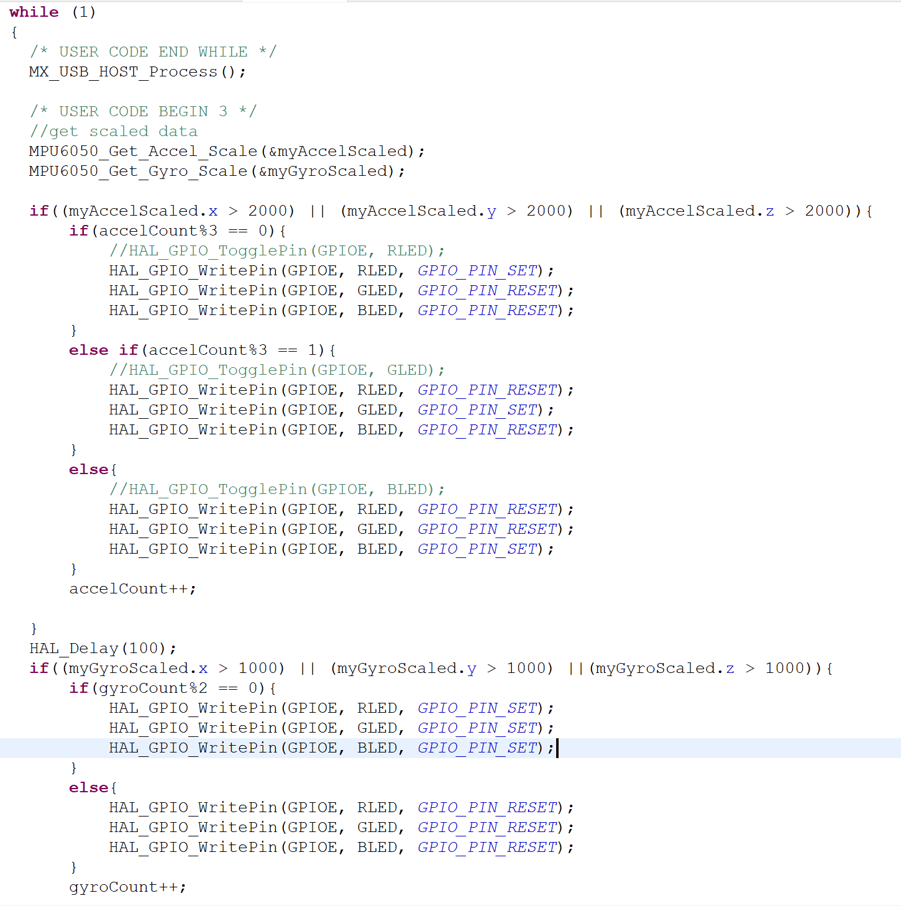 while (1)
{
  /* USER CODE END WHILE */
  MX_USB_HOST_Process();

  /* USER CODE BEGIN 3 */
  //get scaled data
  MPU6050_Get_Accel_Scale(&myAccelScaled);
  MPU6050_Get_Gyro_Scale(&myGyroScaled);

  if((myAccelScaled.x > 2000) || (myAccelScaled.y > 2000) || (myAccelScaled.z > 2000)){
      if(accelCount%3 == 0){
          //HAL_GPIO_TogglePin(GPIOE, RLED);
          HAL_GPIO_WritePin(GPIOE, RLED, GPIO_PIN_SET);
          HAL_GPIO_WritePin(GPIOE, GLED, GPIO_PIN_RESET);
          HAL_GPIO_WritePin(GPIOE, BLED, GPIO_PIN_RESET);
      }
      else if(accelCount%3 == 1){
          //HAL_GPIO_TogglePin(GPIOE, GLED);
          HAL_GPIO_WritePin(GPIOE, RLED, GPIO_PIN_RESET);
          HAL_GPIO_WritePin(GPIOE, GLED, GPIO_PIN_SET);
          HAL_GPIO_WritePin(GPIOE, BLED, GPIO_PIN_RESET);
      }
      else{
          //HAL_GPIO_TogglePin(GPIOE, BLED);
          HAL_GPIO_WritePin(GPIOE, RLED, GPIO_PIN_RESET);
          HAL_GPIO_WritePin(GPIOE, GLED, GPIO_PIN_RESET);
          HAL_GPIO_WritePin(GPIOE, BLED, GPIO_PIN_SET);
      }
      accelCount++;

  }
  HAL_Delay(100);
  if((myGyroScaled.x > 1000) || (myGyroScaled.y > 1000) ||(myGyroScaled.z > 1000)){
      if(gyroCount%2 == 0){
          HAL_GPIO_WritePin(GPIOE, RLED, GPIO_PIN_SET);
          HAL_GPIO_WritePin(GPIOE, GLED, GPIO_PIN_SET);
          HAL_GPIO_WritePin(GPIOE, BLED, GPIO_PIN_SET);
      }
      else{
          HAL_GPIO_WritePin(GPIOE, RLED, GPIO_PIN_RESET);
          HAL_GPIO_WritePin(GPIOE, GLED, GPIO_PIN_RESET);
          HAL_GPIO_WritePin(GPIOE, BLED, GPIO_PIN_RESET);
      }
      gyroCount++;